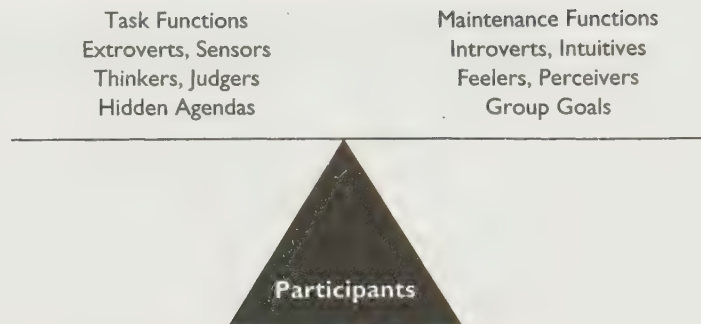 Task Functions
Extroverts, Sensors
Thinkers, Judgers
Hidden Agendas
Maintenance Functions
Introverts, Intuitives
Feelers, Perceivers
Group Goals
Participants